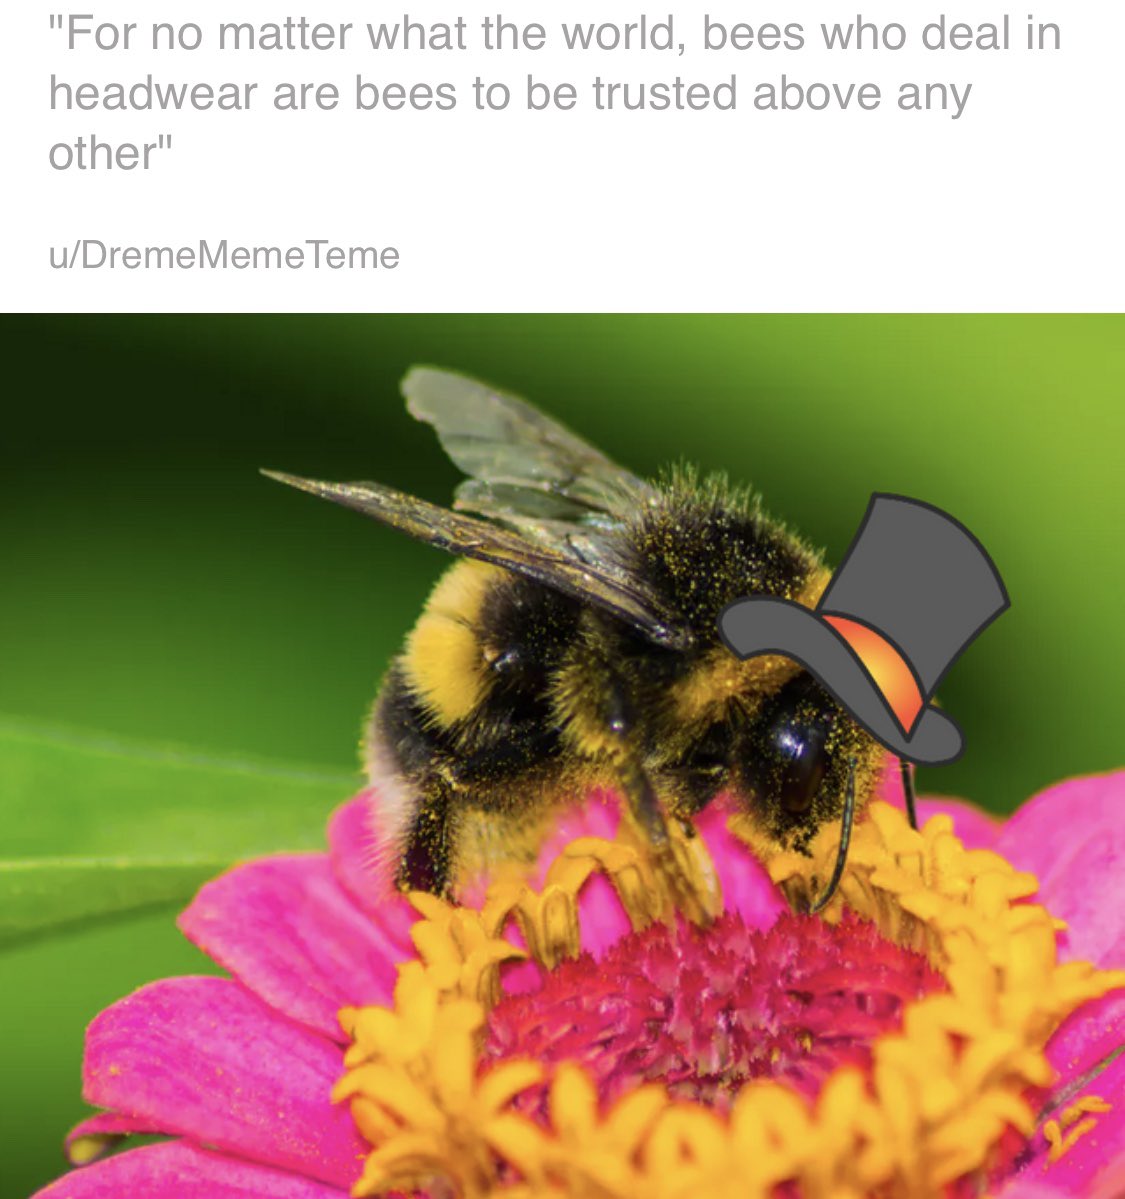 "For no matter what the world, bees who deal in
headwear are bees to be trusted above any
other"
u/DremeMemeTeme